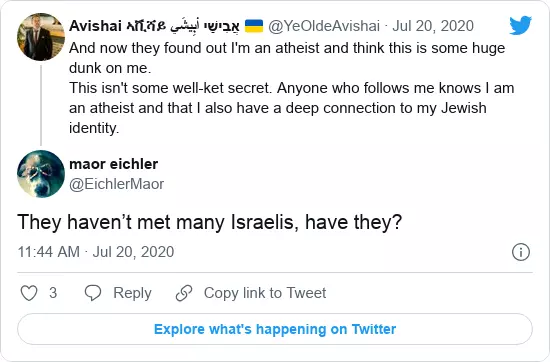 Avishai አቪሻይ أڤيشَي אֲבִישַׁי 🇺🇦 @YeOldeAvishai · Jul 20, 2020
And now they found out I'm an atheist and think this is some huge
dunk on me.
This isn't some well-ket secret. Anyone who follows me knows I am
an atheist and that I also have a deep connection to my Jewish
identity.
maor eichler
@EichlerMaor
They haven’t met many Israelis, have they?
11:44 AM · Jul 20, 2020
3 Reply Copy link to Tweet
Explore what's happening on Twitter